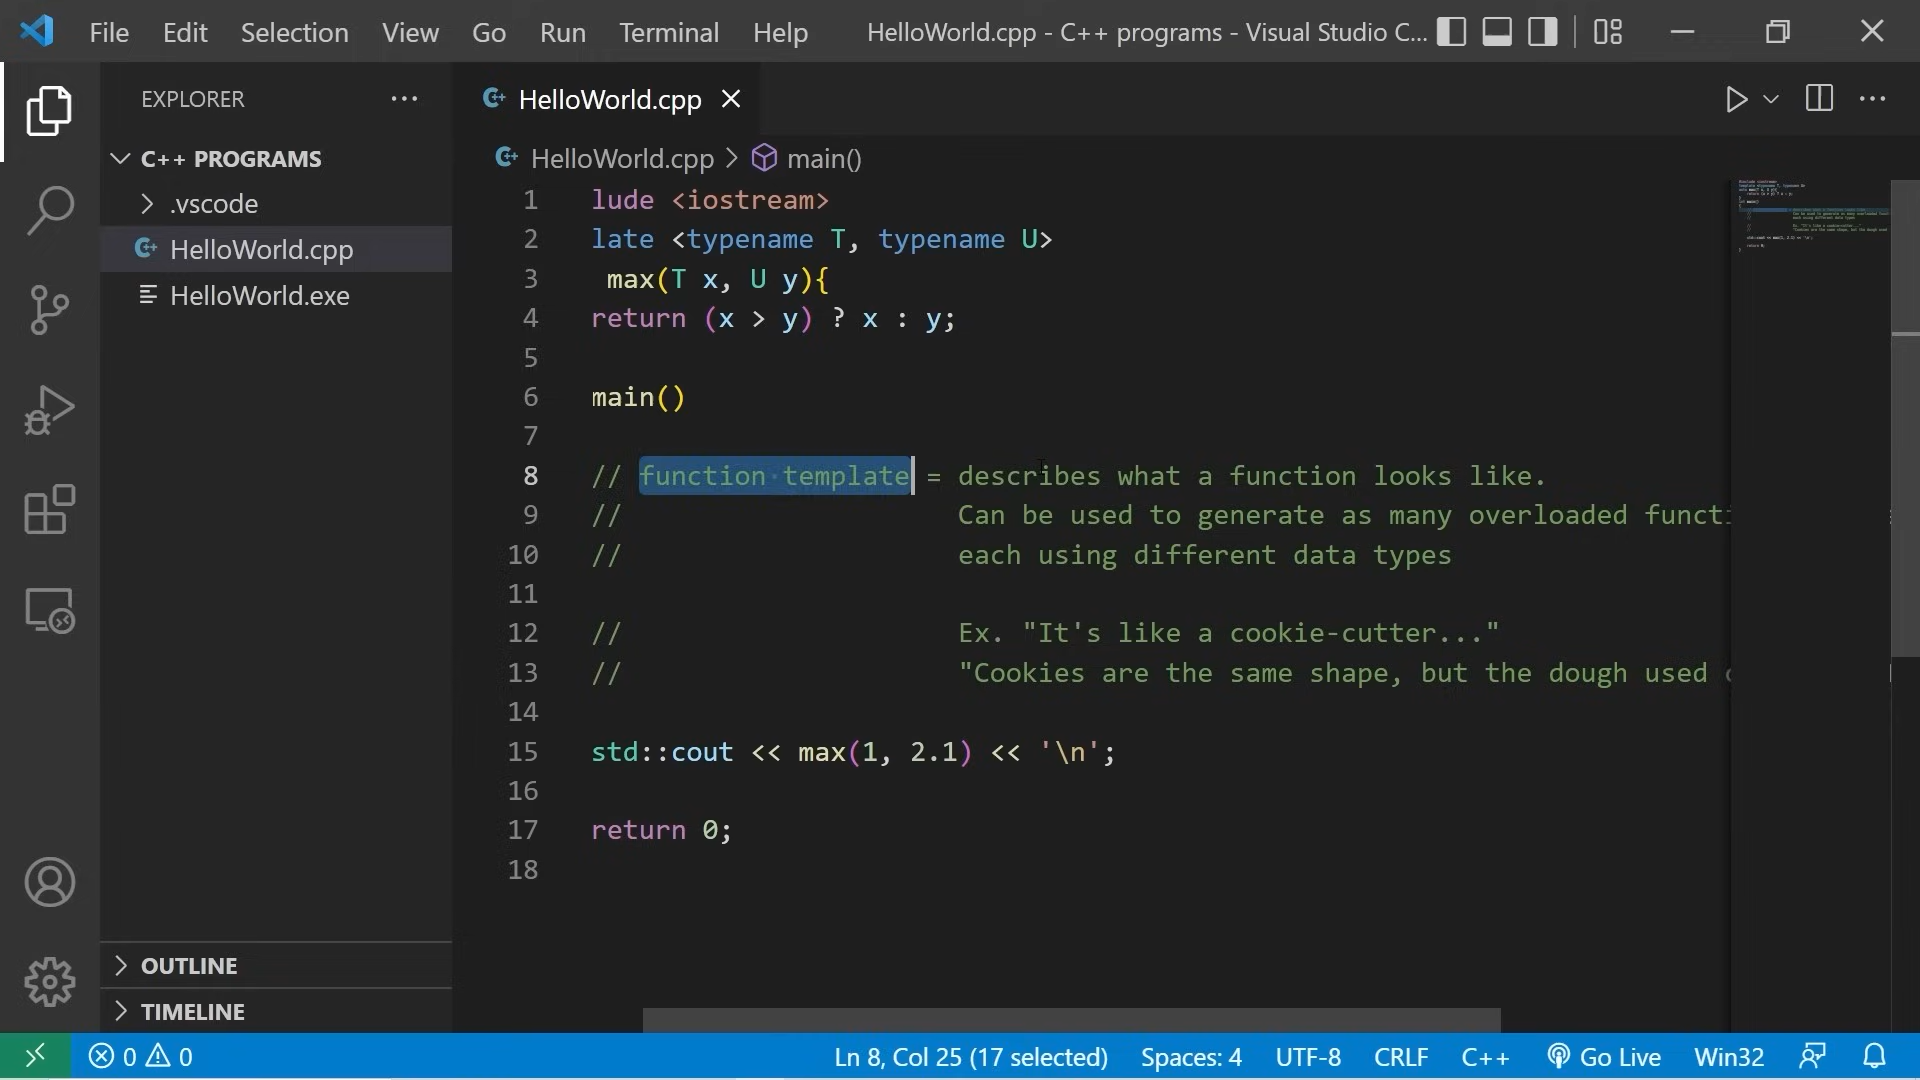 File Edit Selection View Go Run Terminal Help HelloWorld.cpp - C++ programs - Visual Studio C...
EXPLORER ...
HelloWorld.cpp
C++ PROGRAMS
.vscode
HelloWorld.cpp
HelloWorld.exe
OUTLINE
TIMELINE
HelloWorld.cpp > main()
1 lude <iostream>
2 late <typename T, typename U>
3 max(T x, U y){
4 return (x > y) ? x : y;
5
6 main()
7
8 // function template = describes what a function looks like.
9 // Can be used to generate as many overloaded functi
10 // each using different data types
11
12 // Ex. "It's like a cookie-cutter..."
13 // "Cookies are the same shape, but the dough used
14
15 std::cout << max(1, 2.1) << '\n';
16
17 return 0;
18
0 0 Ln 8, Col 25 (17 selected) Spaces: 4 UTF-8 CRLF C++ Go Live Win32